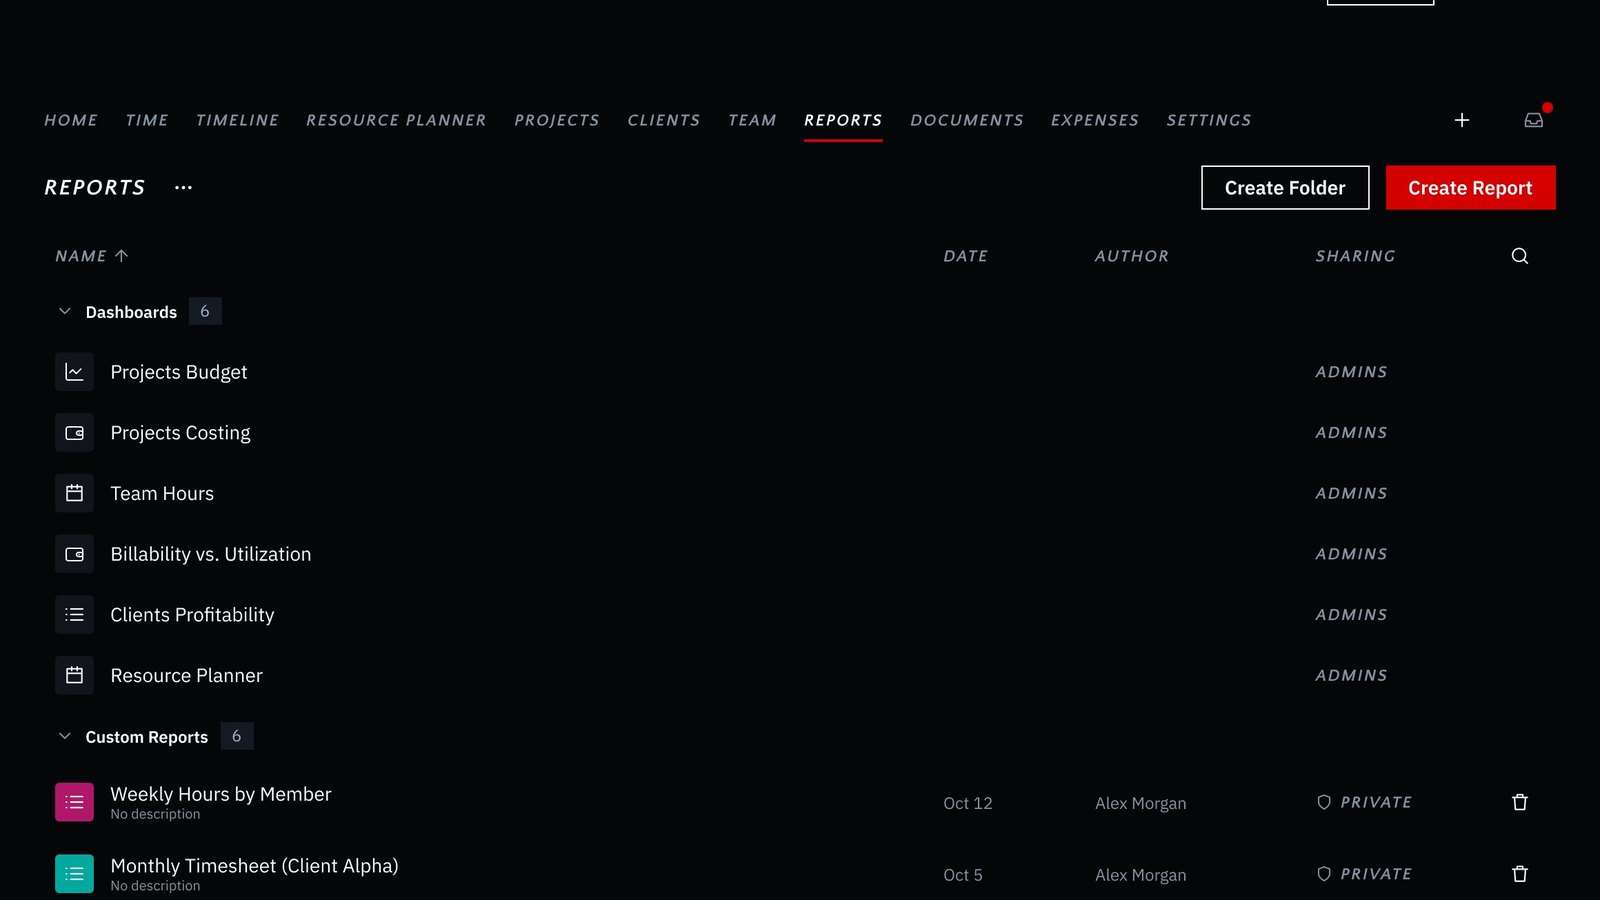 HOME TIME TIMELINE RESOURCE PLANNER PROJECTS CLIENTS TEAM REPORTS DOCUMENTS EXPENSES SETTINGS
REPORTS ··· Create Folder Create Report
NAME DATE AUTHOR SHARING
Dashboards 6
Projects Budget ADMINS
Projects Costing ADMINS
Team Hours ADMINS
Billability vs. Utilization ADMINS
Clients Profitability ADMINS
Resource Planner ADMINS
Custom Reports 6
Weekly Hours by Member
No description
Oct 12 Alex Morgan PRIVATE
Monthly Timesheet (Client Alpha)
No description
Oct 5 Alex Morgan PRIVATE